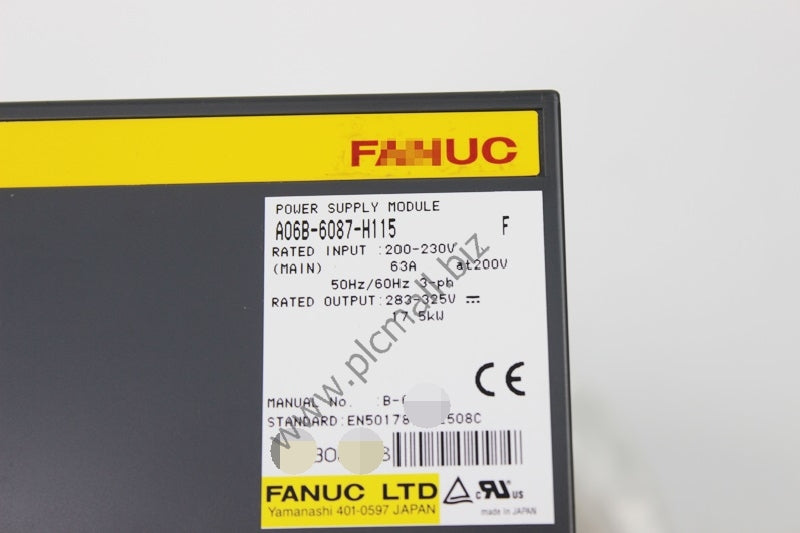 FANUC
POWER SUPPLY MODULE
A06B-6087-H115 F
RATED INPUT :200-230V
(MAIN) 63A at200V
50Hz/60Hz 3-ph
RATED OUTPUT:283-325V
17.5kW
MANUAL No. :B-
STANDARD:EN50178 508C
FANUC LTD
Yamanashi 401-0597 JAPAN
CE
c US
made in JAPAN
www.plcmall.biz